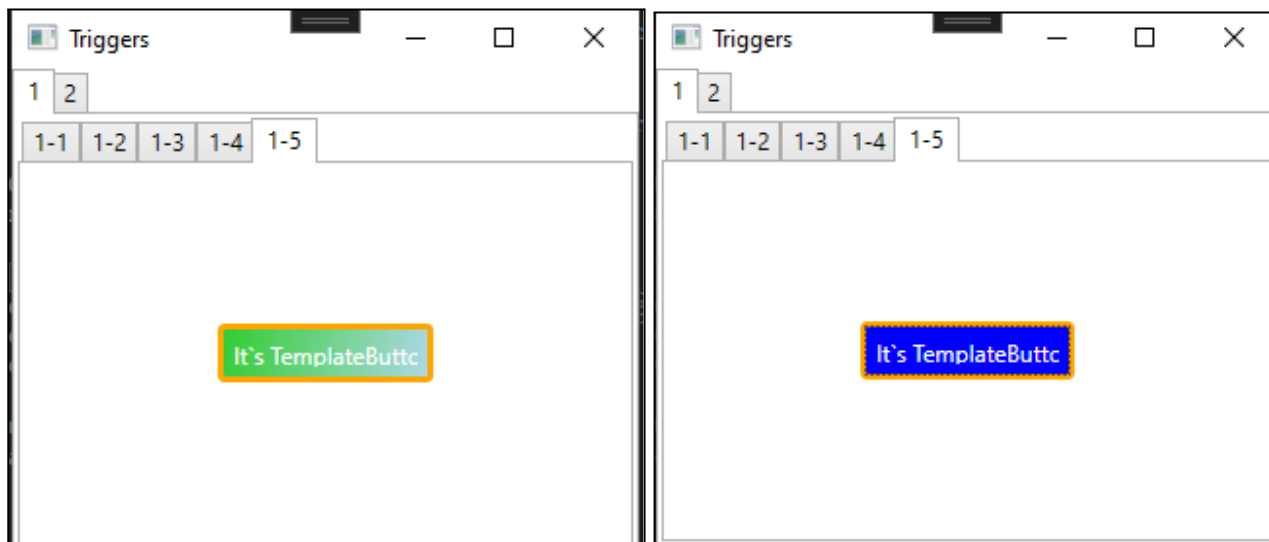 Triggers
1 2
1-1 1-2 1-3 1-4 1-5
It`s TemplateButtc
Triggers
1 2
1-1 1-2 1-3 1-4 1-5
It`s TemplateButtc